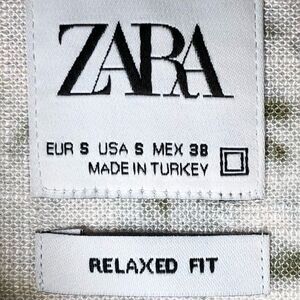 ZARA
EUR S USA S MEX 38
MADE IN TURKEY
RELAXED FIT